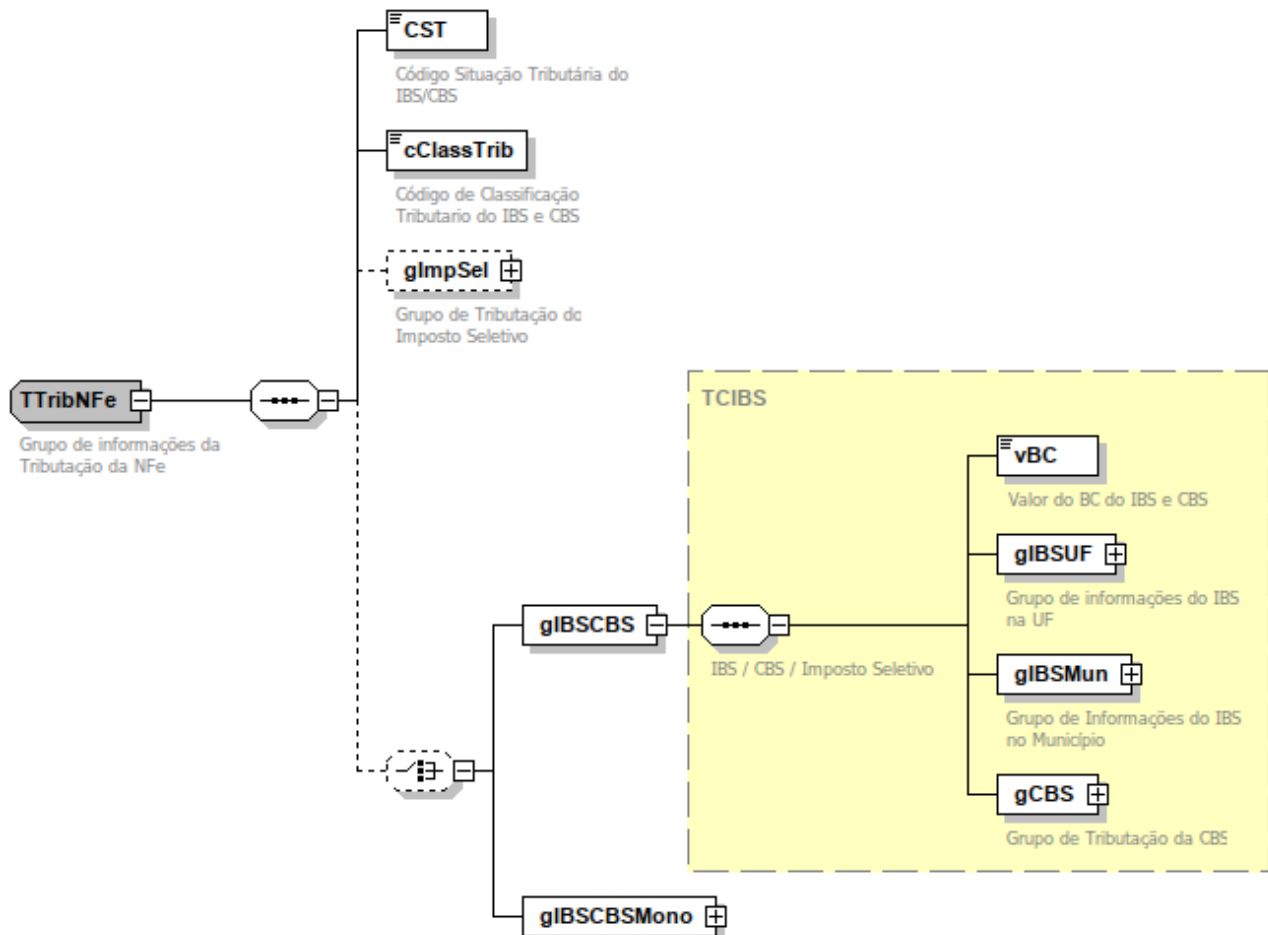 CST
Código Situação Tributária do
IBS/CBS
cClassTrib
Código de Classificação
Tributario do IBS e CBS
gImpSel
Grupo de Tributação do
Imposto Seletivo
TTribNFe
Grupo de informações da
Tributação da NFe
TCIBS
vBC
Valor do BC do IBS e CBS
gIBSUF
Grupo de informações do IBS
na UF
gIBSCBS
IBS / CBS / Imposto Seletivo
gIBSMun
Grupo de Informações do IBS
no Município
gCBS
Grupo de Tributação da CBS
gIBSCBSMono